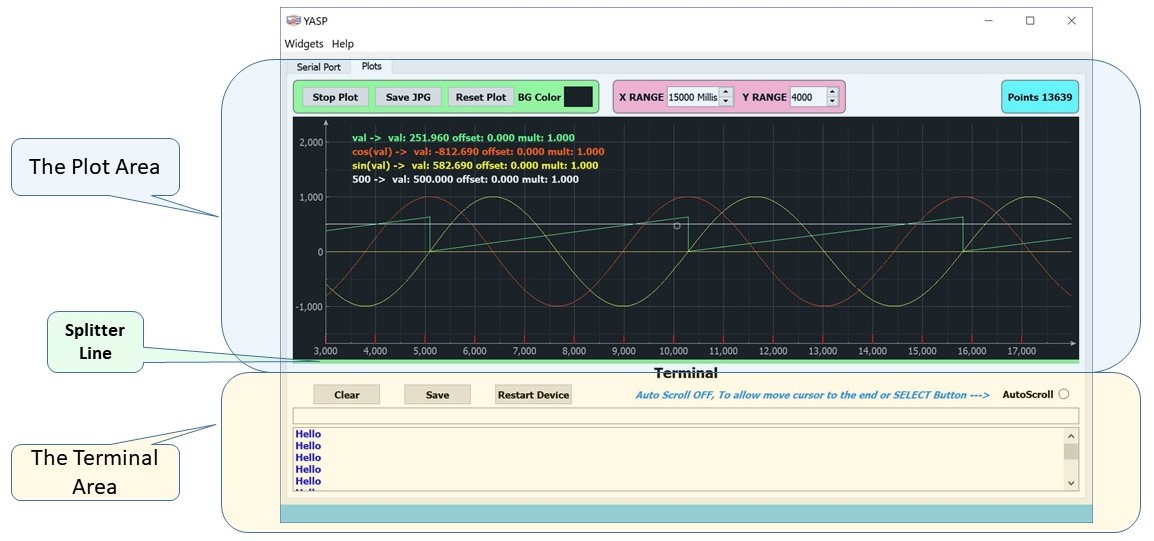 YASP
Widgets Help
Serial Port Plots
Stop Plot Save JPG Reset Plot BG Color X RANGE 15000 Millis Y RANGE 4000 Points 13639
val -> val: 251.960 offset: 0.000 mult: 1.000
2,000
cos(val) -> val: -812.690 offset: 0.000 mult: 1.000
The Plot Area
sin(val) -> val: 582.690 offset: 0.000 mult: 1.000
500 -> val: 500.000 offset: 0.000 mult: 1.000
1,000
0
-1,000
Splitter
Line
3,000 4,000 5,000 6,000 7,000 8,000 9,000 10,000 11,000 12,000 13,000 14,000 15,000 16,000 17,000
Terminal
Clear Save Restart Device Auto Scroll OFF, To allow move cursor to the end or SELECT Button ---> AutoScroll
The Terminal
Area
Hello
Hello
Hello
Hello
Hello
Hello